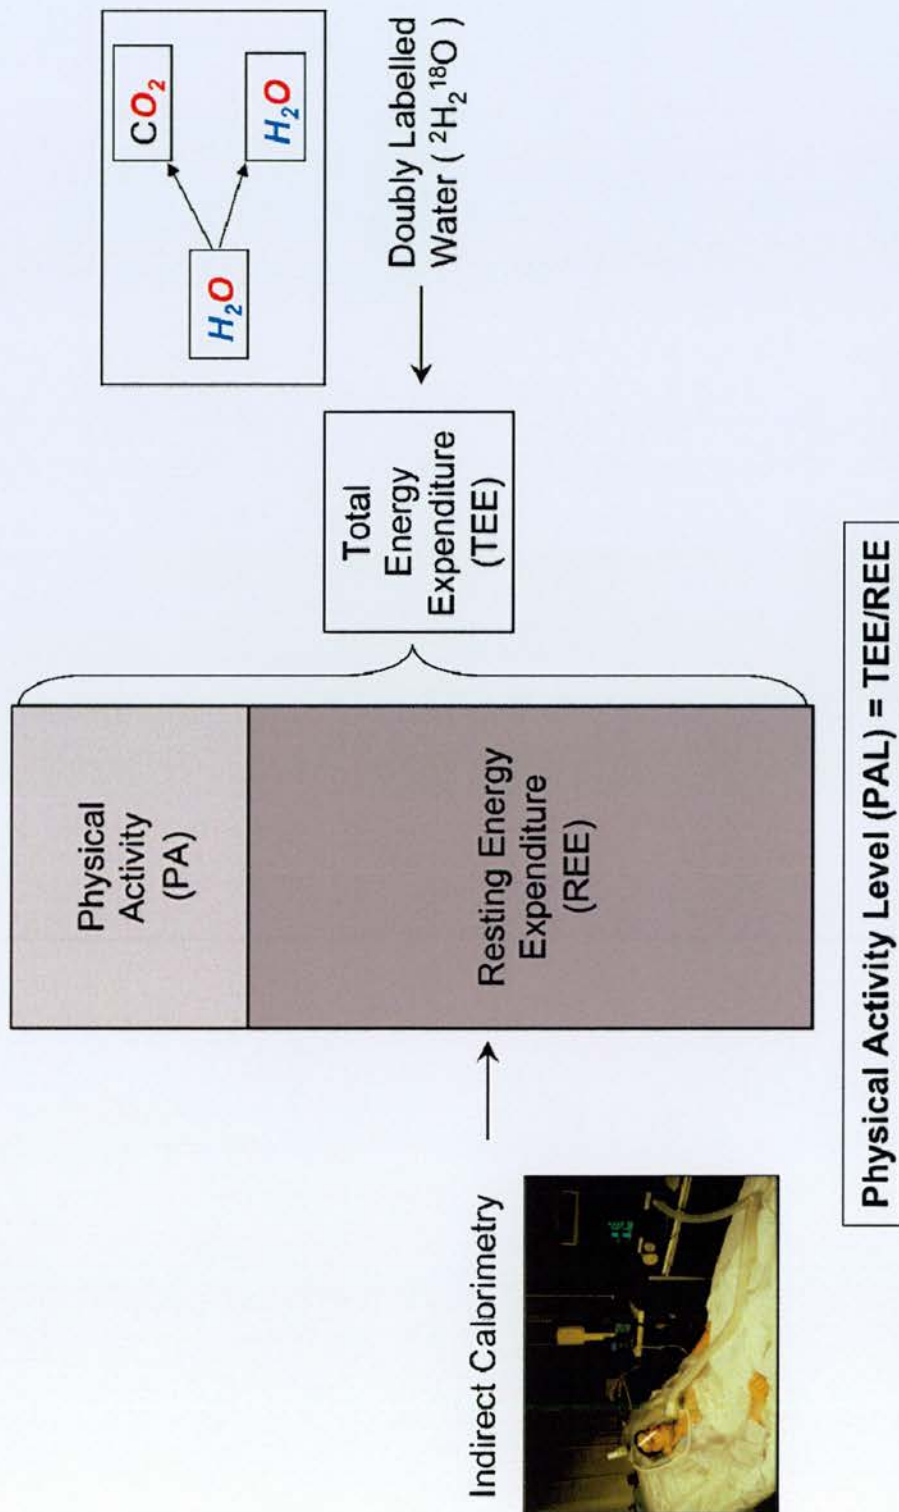 Indirect Calorimetry
Physical
Activity
(PA)
Resting Energy
Expenditure
(REE)
Total
Energy
Expenditure
(TEE)
CO₂
H₂O
H₂O
Doubly Labelled
Water ( ²H₂¹⁸O )
Physical Activity Level (PAL) = TEE/REE